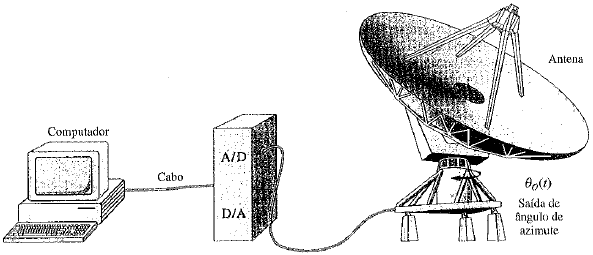 Antena
Computador
A/D
Cabo
D/A
θ_O(t)
Saída de
ângulo de
azimute